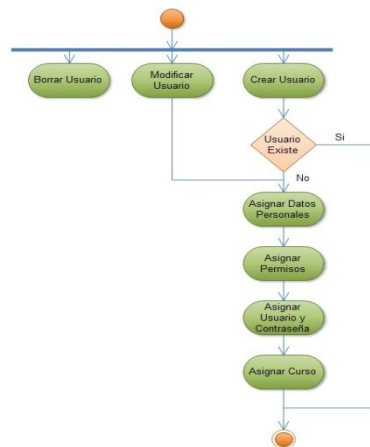 Borrar Usuario
Modificar
Usuario
Crear Usuario
Usuario
Existe
Si
No
Asignar Datos
Personales
Asignar
Permisos
Asignar
Usuario y
Contraseña
Asignar Curso